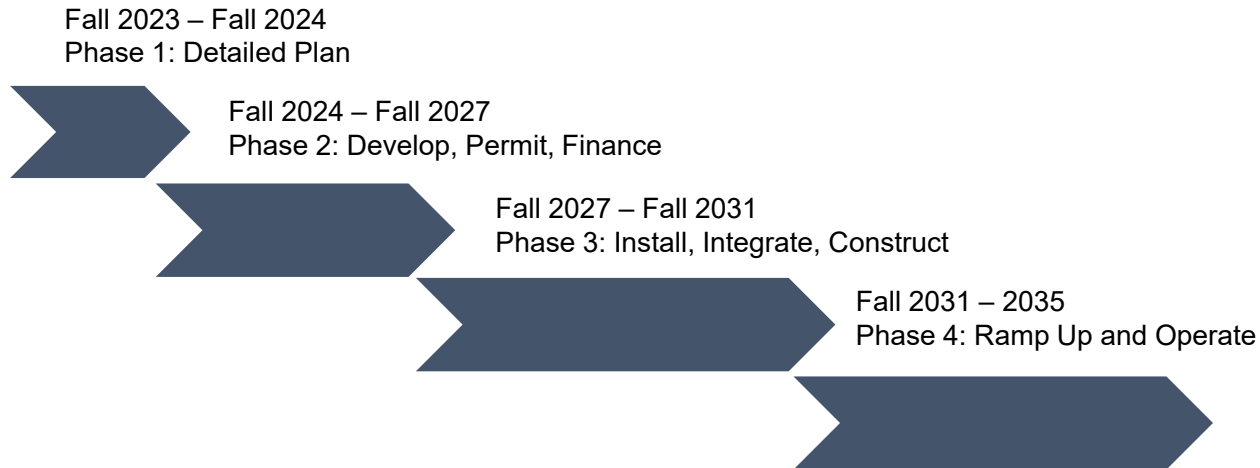 Fall 2023 – Fall 2024
Phase 1: Detailed Plan
Fall 2024 – Fall 2027
Phase 2: Develop, Permit, Finance
Fall 2027 – Fall 2031
Phase 3: Install, Integrate, Construct
Fall 2031 – 2035
Phase 4: Ramp Up and Operate